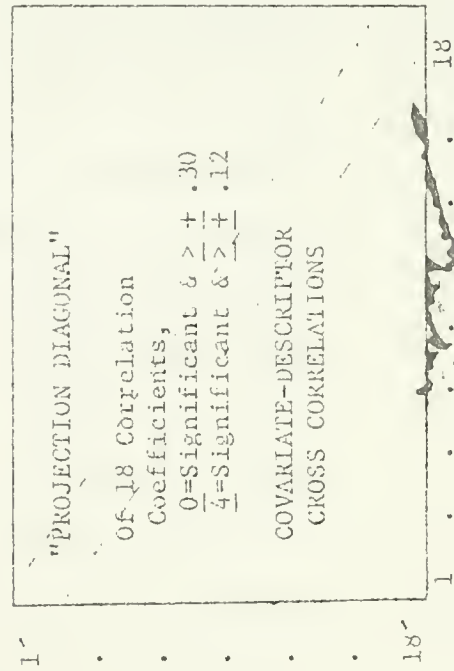 1´
"PROJECTION DIAGONAL"
Of 18 Correlation
Coefficients,
0=Significant & > ± .30
4=Significant & > ± .12
COVARIATE-DESCRIPTOR
CROSS CORRELATIONS
18´
1 . . . . 18